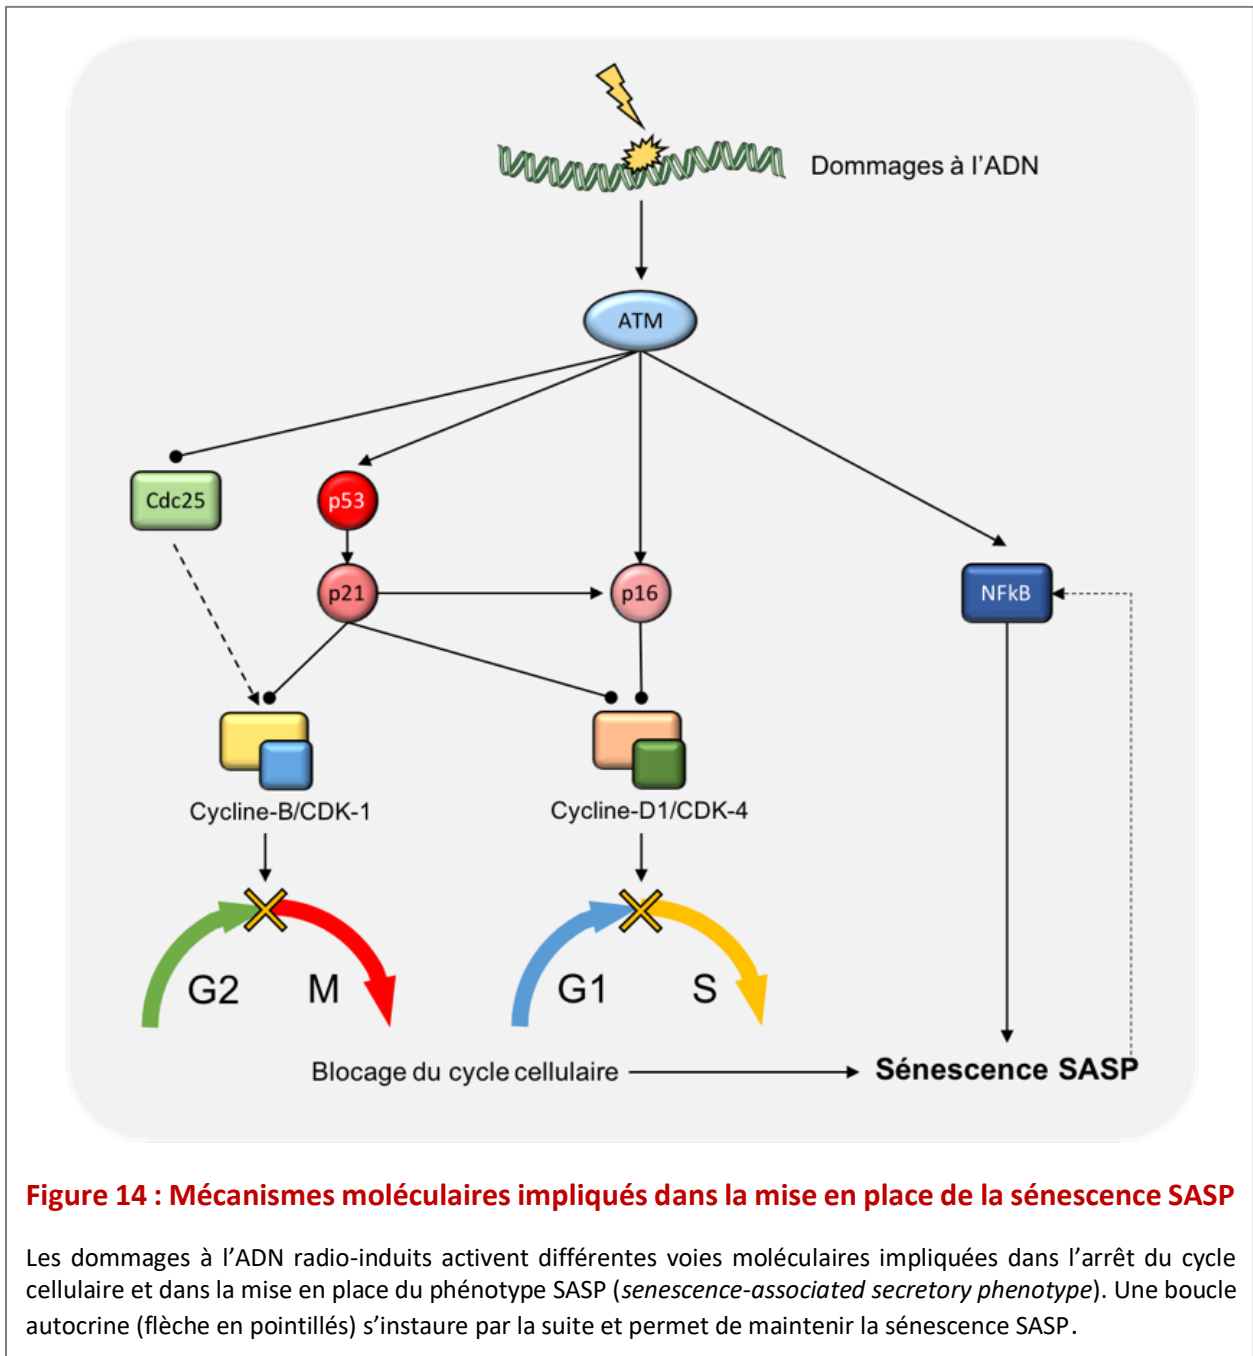 Dommages à l'ADN
ATM
Cdc25
p53
p21
p16
NFkB
Cycline-B/CDK-1
Cycline-D1/CDK-4
G2
M
G1
S
Blocage du cycle cellulaire
Sénescence SASP
Figure 14 : Mécanismes moléculaires impliqués dans la mise en place de la sénescence SASP
Les dommages à l'ADN radio-induits activent différentes voies moléculaires impliquées dans l'arrêt du cycle
cellulaire et dans la mise en place du phénotype SASP (senescence-associated secretory phenotype). Une boucle
autocrine (flèche en pointillés) s'instaure par la suite et permet de maintenir la sénescence SASP.